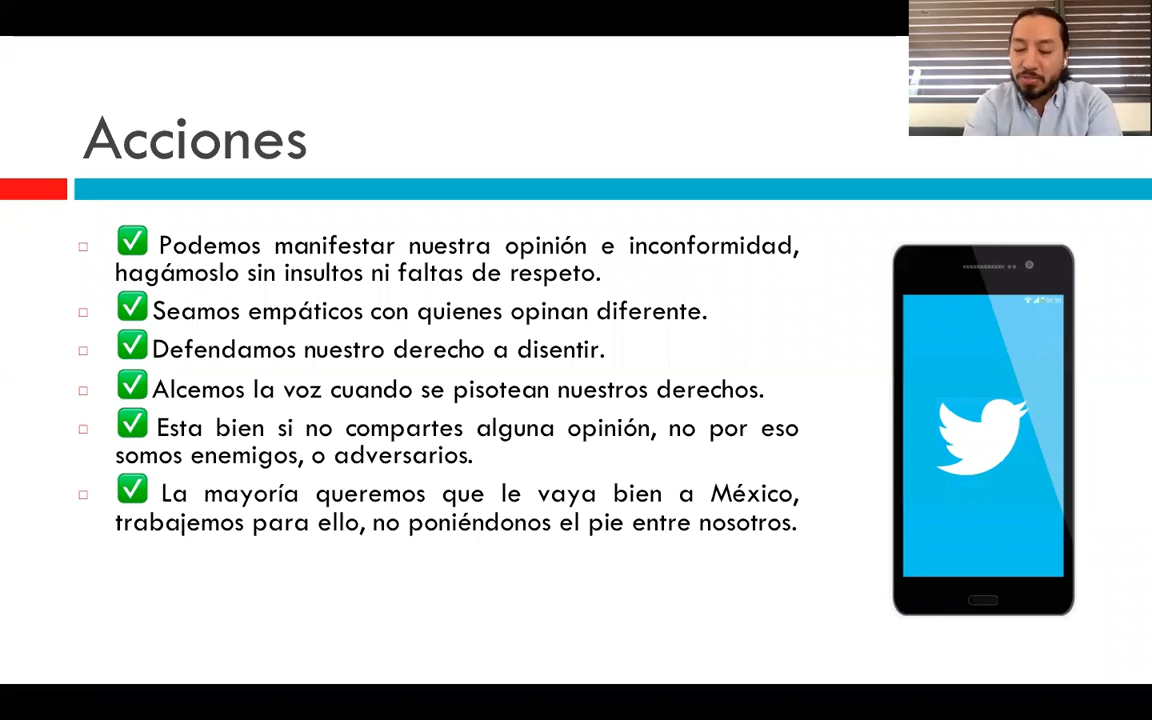 Acciones
✅ Podemos manifestar nuestra opinión e inconformidad,
hagámoslo sin insultos ni faltas de respeto.
✅ Seamos empáticos con quienes opinan diferente.
✅ Defendamos nuestro derecho a disentir.
✅ Alcemos la voz cuando se pisotean nuestros derechos.
✅ Esta bien si no compartes alguna opinión, no por eso
somos enemigos, o adversarios.
✅ La mayoría queremos que le vaya bien a México,
trabajemos para ello, no poniéndonos el pie entre nosotros.